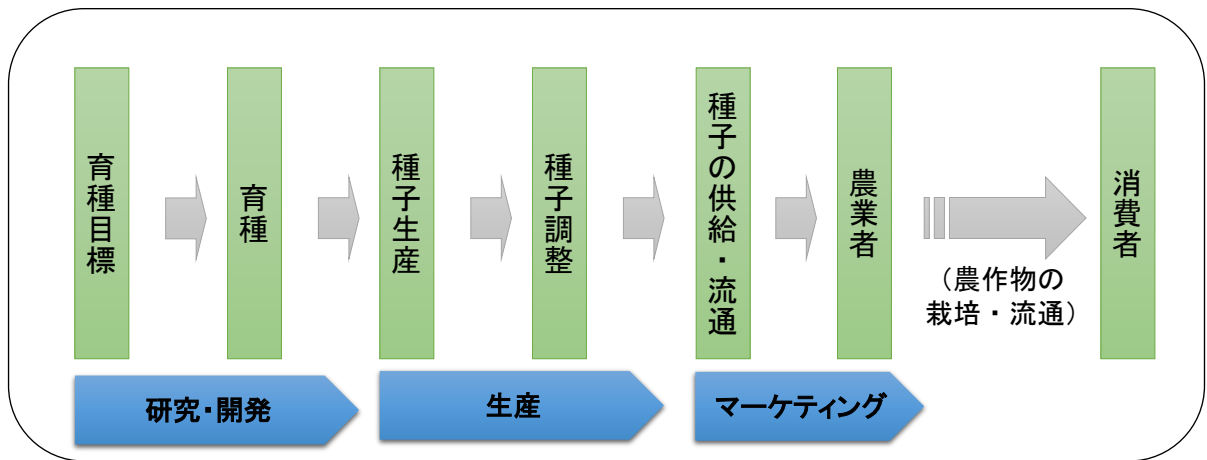 育種目標
育種
種子生産
種子調整
種子の供給・流通
農業者
消費者
（農作物の
栽培・流通）
研究・開発
生産
マーケティング